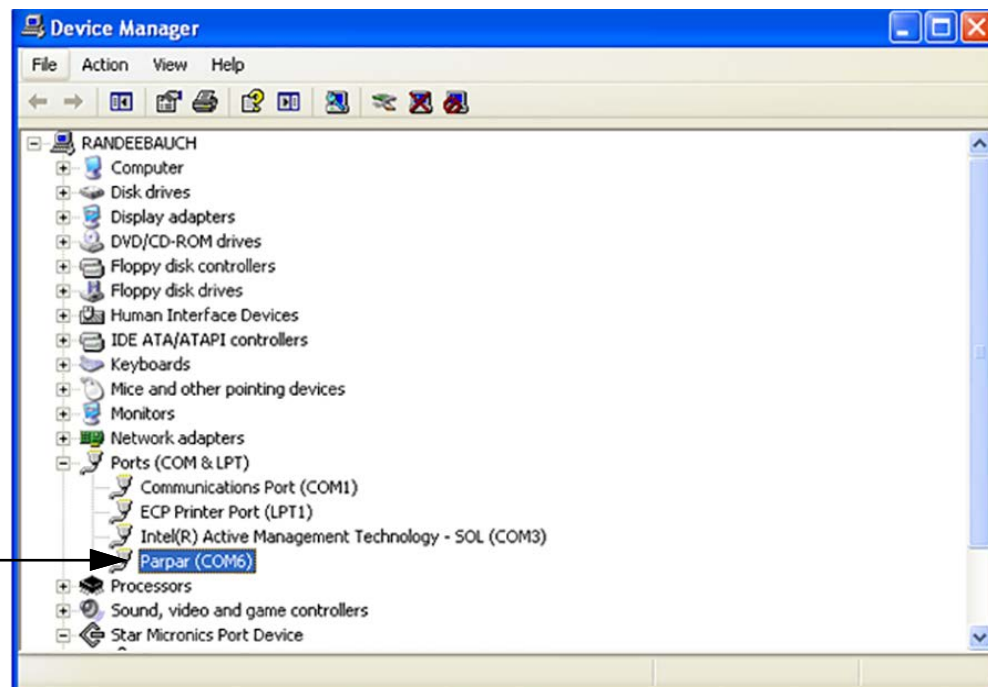 Device Manager
File Action View Help
RANDEEBAUCH
Computer
Disk drives
Display adapters
DVD/CD-ROM drives
Floppy disk controllers
Floppy disk drives
Human Interface Devices
IDE ATA/ATAPI controllers
Keyboards
Mice and other pointing devices
Monitors
Network adapters
Ports (COM & LPT)
Communications Port (COM1)
ECP Printer Port (LPT1)
Intel(R) Active Management Technology - SOL (COM3)
Parpar (COM6)
Processors
Sound, video and game controllers
Star Micronics Port Device